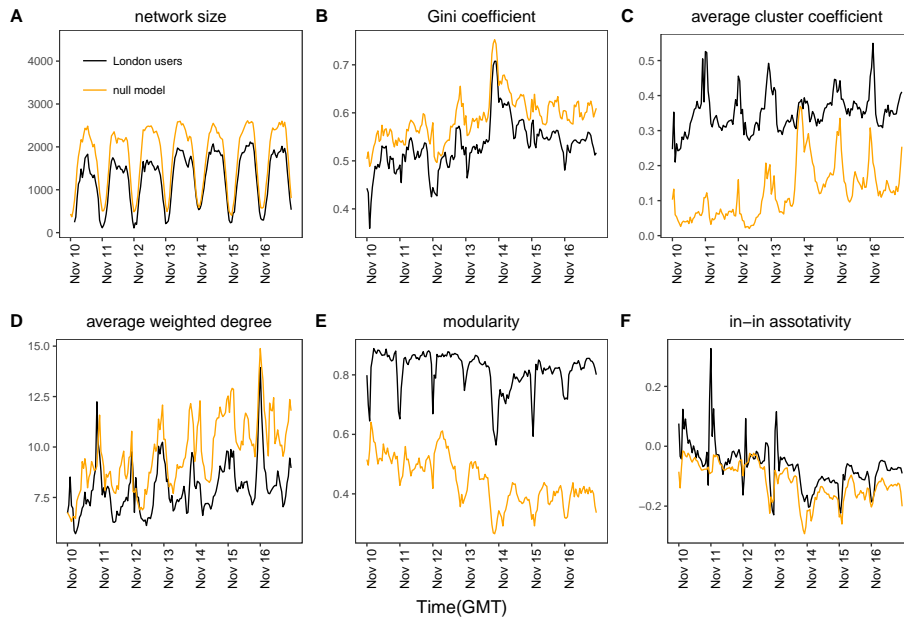 A network size
4000
3000
2000
1000
0
London users
null model
Nov 10 Nov 11 Nov 12 Nov 13 Nov 14 Nov 15 Nov 16
B Gini coefficient
0.7
0.6
0.5
0.4
Nov 10 Nov 11 Nov 12 Nov 13 Nov 14 Nov 15 Nov 16
C average cluster coefficient
0.5
0.4
0.3
0.2
0.1
0.0
Nov 10 Nov 11 Nov 12 Nov 13 Nov 14 Nov 15 Nov 16
D average weighted degree
15.0
12.5
10.0
7.5
Nov 10 Nov 11 Nov 12 Nov 13 Nov 14 Nov 15 Nov 16
E modularity
0.8
0.6
0.4
Nov 10 Nov 11 Nov 12 Nov 13 Nov 14 Nov 15 Nov 16
F in−in assotativity
0.2
0.0
−0.2
Nov 10 Nov 11 Nov 12 Nov 13 Nov 14 Nov 15 Nov 16
Time(GMT)